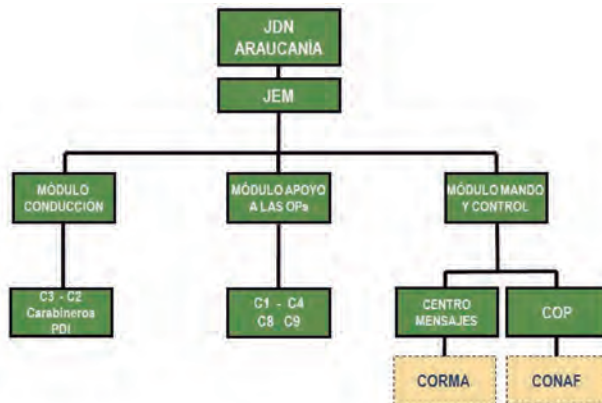 JDN
ARAUCANÍA
JEM
MÓDULO
CONDUCCIÓN
MÓDULO APOYO
A LAS OPs
MÓDULO MANDO
Y CONTROL
C3 - C2
Carabineros
PDI
C1 - C4
C8 C9
CENTRO
MENSAJES
COP
CORMA
CONAF